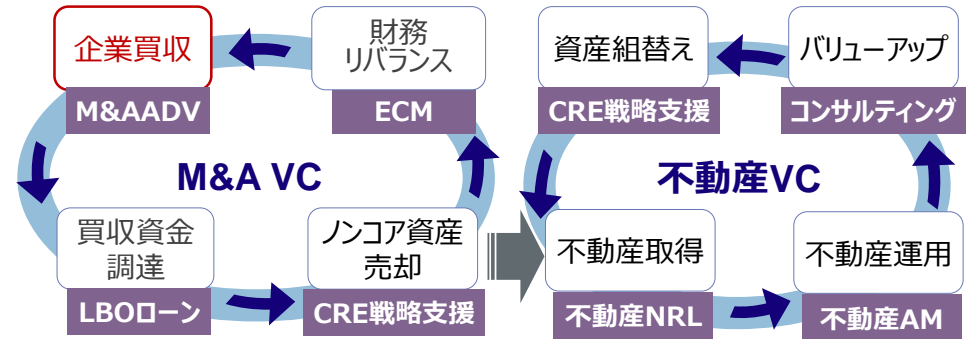 企業買収
M&AADV
財務
リバランス
ECM
M&A VC
買収資金
調達
LBOローン
ノンコア資産
売却
CRE戦略支援
資産組替え
CRE戦略支援
バリューアップ
コンサルティング
不動産VC
不動産取得
不動産NRL
不動産運用
不動産AM